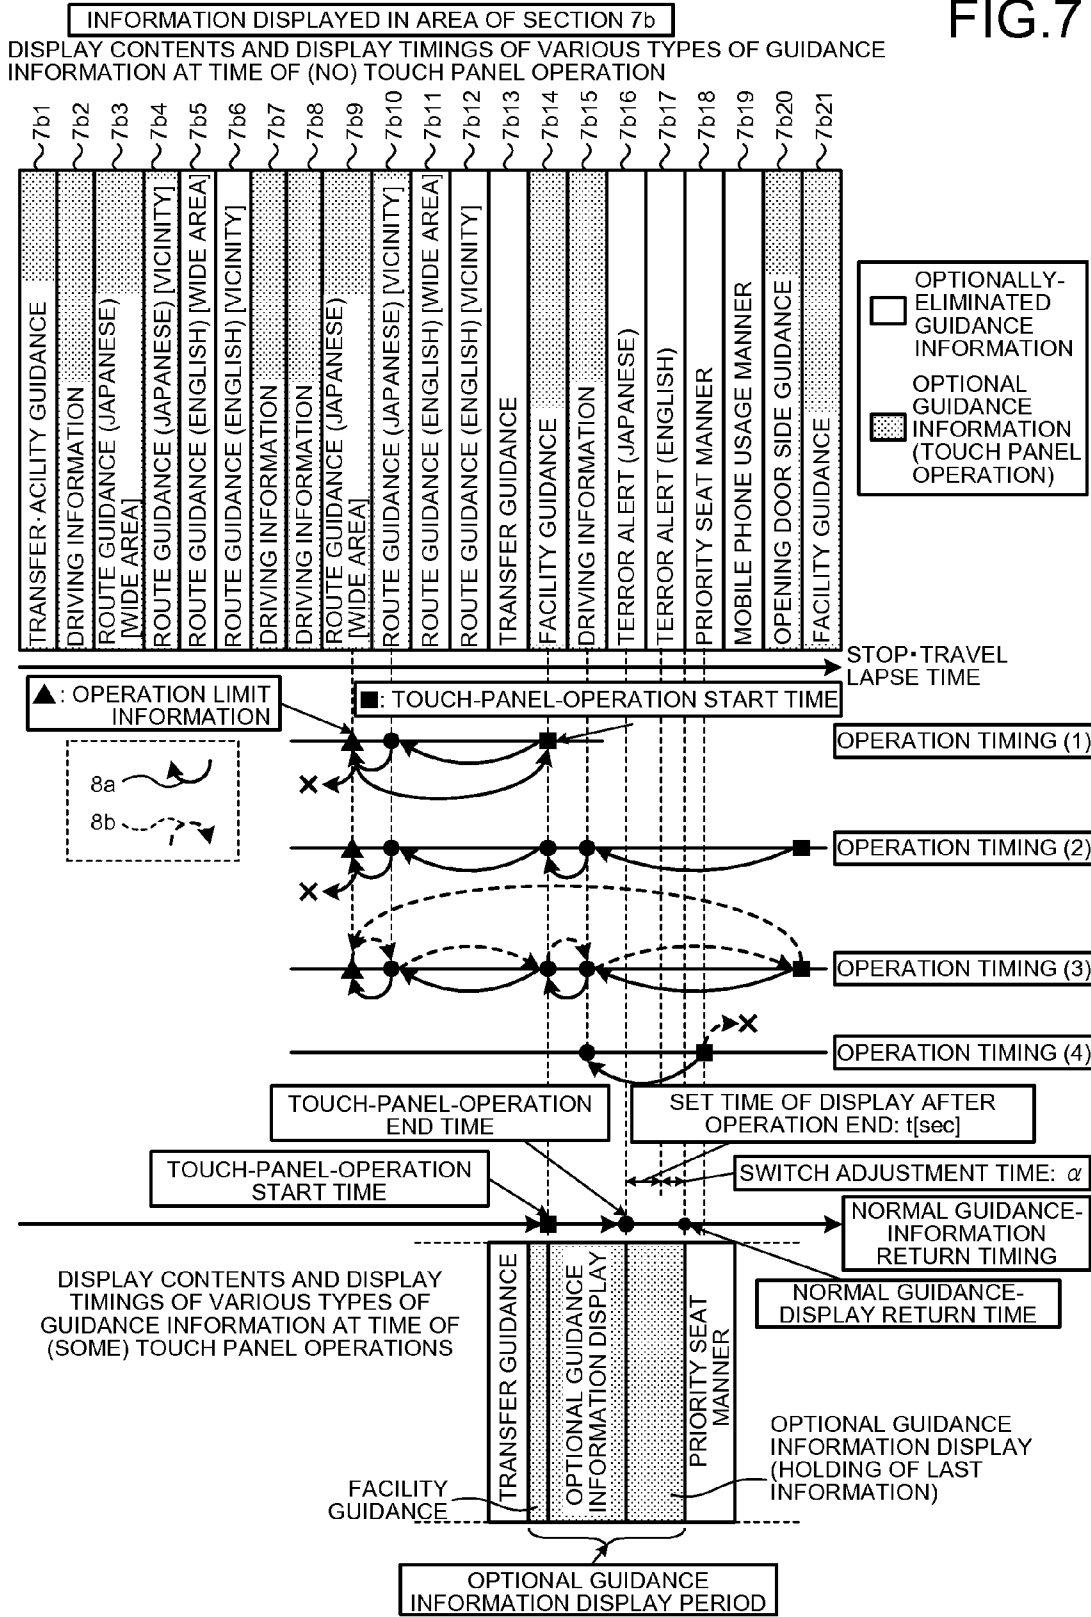 INFORMATION DISPLAYED IN AREA OF SECTION 7b
FIG.7
DISPLAY CONTENTS AND DISPLAY TIMINGS OF VARIOUS TYPES OF GUIDANCE
INFORMATION AT TIME OF (NO) TOUCH PANEL OPERATION
7b1
7b2
7b3
7b4
7b5
7b6
7b7
7b8
7b9
7b10
7b11
7b12
7b13
7b14
7b15
7b16
7b17
7b18
7b19
7b20
7b21
TRANSFER·ACILITY GUIDANCE
DRIVING INFORMATION
ROUTE GUIDANCE (JAPANESE)
[WIDE AREA]
ROUTE GUIDANCE (JAPANESE) [VICINITY]
ROUTE GUIDANCE (ENGLISH) [WIDE AREA]
ROUTE GUIDANCE (ENGLISH) [VICINITY]
DRIVING INFORMATION
DRIVING INFORMATION
ROUTE GUIDANCE (JAPANESE)
[WIDE AREA]
ROUTE GUIDANCE (JAPANESE) [VICINITY]
ROUTE GUIDANCE (ENGLISH) [WIDE AREA]
ROUTE GUIDANCE (ENGLISH) [VICINITY]
TRANSFER GUIDANCE
FACILITY GUIDANCE
DRIVING INFORMATION
TERROR ALERT (JAPANESE)
TERROR ALERT (ENGLISH)
PRIORITY SEAT MANNER
MOBILE PHONE USAGE MANNER
OPENING DOOR SIDE GUIDANCE
FACILITY GUIDANCE
OPTIONALLY-
ELIMINATED
GUIDANCE
INFORMATION
OPTIONAL
GUIDANCE
INFORMATION
(TOUCH PANEL
OPERATION)
STOP·TRAVEL
LAPSE TIME
▲: OPERATION LIMIT
INFORMATION
■: TOUCH-PANEL-OPERATION START TIME
OPERATION TIMING (1)
8a
8b
OPERATION TIMING (2)
OPERATION TIMING (3)
OPERATION TIMING (4)
TOUCH-PANEL-OPERATION
END TIME
SET TIME OF DISPLAY AFTER
OPERATION END: t[sec]
TOUCH-PANEL-OPERATION
START TIME
SWITCH ADJUSTMENT TIME: α
NORMAL GUIDANCE-
INFORMATION
RETURN TIMING
NORMAL GUIDANCE-
DISPLAY RETURN TIME
DISPLAY CONTENTS AND DISPLAY
TIMINGS OF VARIOUS TYPES OF
GUIDANCE INFORMATION AT TIME OF
(SOME) TOUCH PANEL OPERATIONS
TRANSFER GUIDANCE
OPTIONAL GUIDANCE
INFORMATION DISPLAY
PRIORITY SEAT
MANNER
OPTIONAL GUIDANCE
INFORMATION DISPLAY
(HOLDING OF LAST
INFORMATION)
FACILITY
GUIDANCE
OPTIONAL GUIDANCE
INFORMATION DISPLAY PERIOD